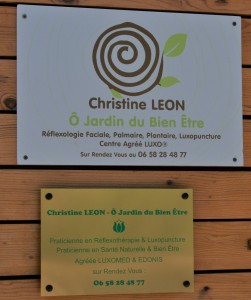 Christine LEON
Ô Jardin du Bien Être
Réflexologie Faciale, Palmaire, Plantaire, Luxopuncture
Centre Agréé LUXO®
Sur Rendez Vous au 06 58 28 48 77
Christine LEON - Ô Jardin du Bien Être
Praticienne en Réflexothérapie & Luxopuncture
Praticienne en Santé Naturelle & Bien Être
Agréée LUXOMED & EDONIS
sur Rendez Vous
06 58 28 48 77